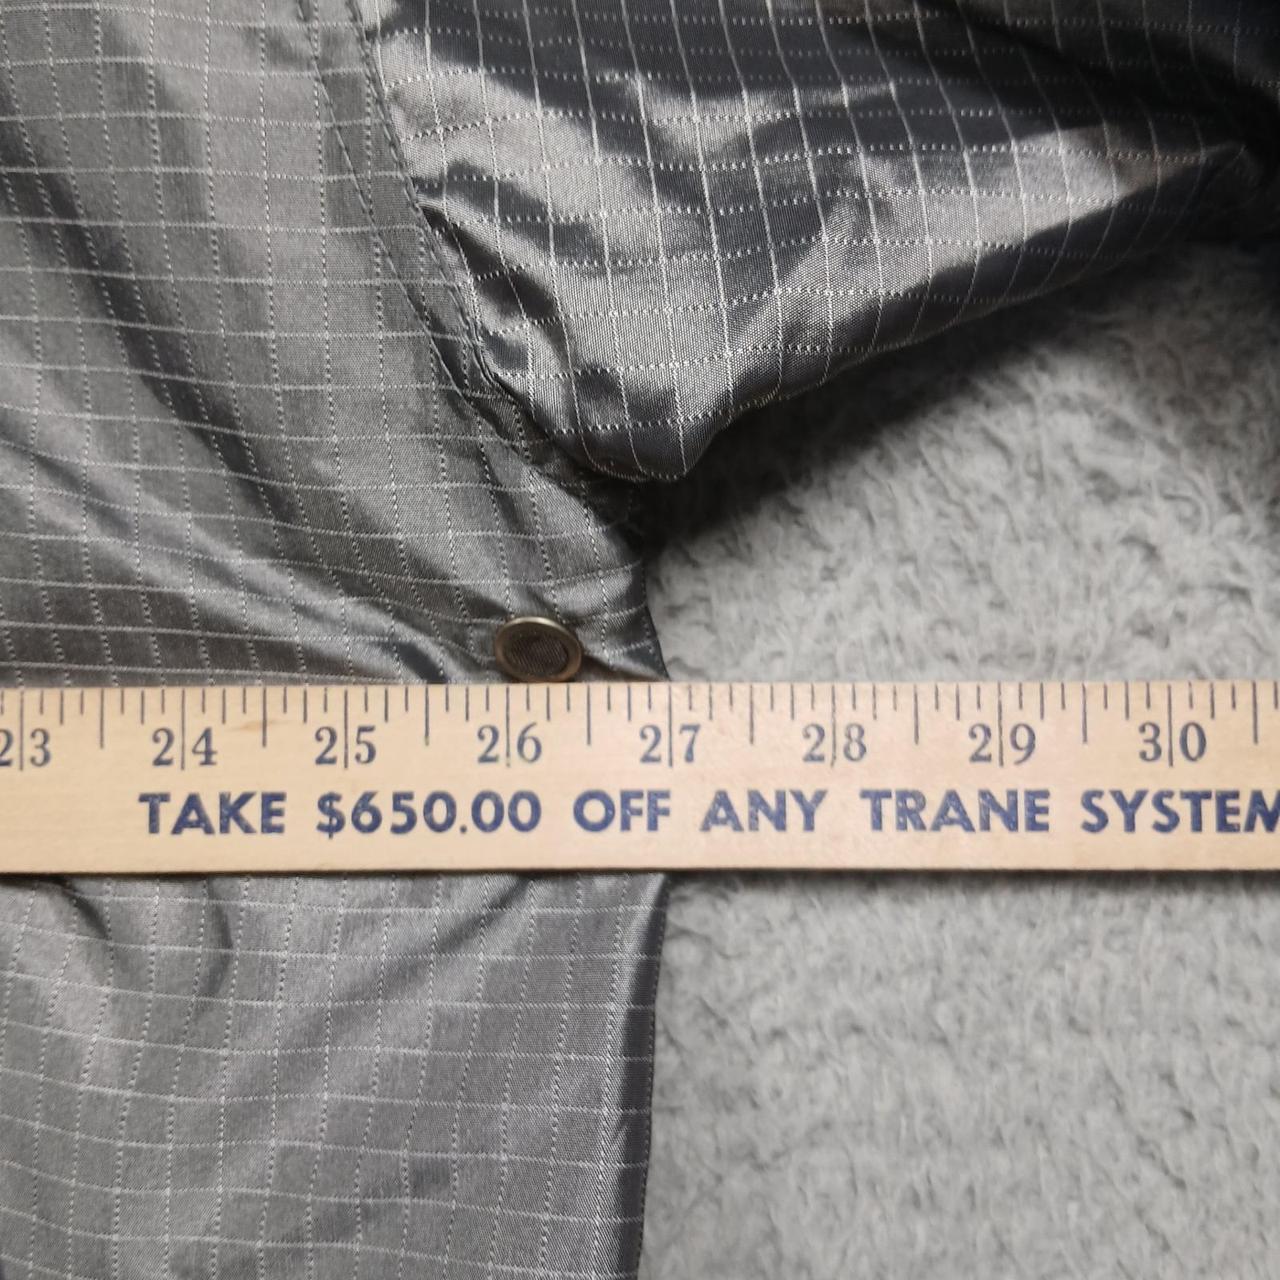 23 24 25 26 27 28 29 30
TAKE $650.00 OFF ANY TRANE SYSTEM